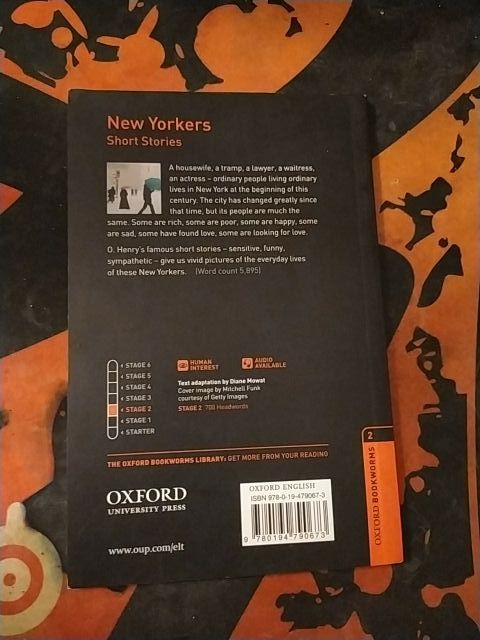 New Yorkers
Short Stories
A housewife, a tramp, a lawyer, a waitress,
an actress – ordinary people living ordinary
lives in New York at the beginning of this
century. The city has changed greatly since
that time, but its people are much the
same. Some are rich, some are poor, some are happy, some
are sad, some have found love, some are looking for love.
O. Henry's famous short stories – sensitive, funny,
sympathetic – give us vivid pictures of the everyday lives
of these New Yorkers. (Word count 5,895)
STAGE 6
STAGE 5
STAGE 4
STAGE 3
STAGE 2
STAGE 1
STARTER
HUMAN
INTEREST
AUDIO
AVAILABLE
Text adaptation by Diane Mowat
Cover image by Mitchell Funk
courtesy of Getty Images
STAGE 2 700 Headwords
THE OXFORD BOOKWORMS LIBRARY: GET MORE FROM YOUR READING
OXFORD
UNIVERSITY PRESS
www.oup.com/elt
OXFORD ENGLISH
ISBN 978-0-19-479067-3
9 780194 790673
2
OXFORD BOOKWORMS